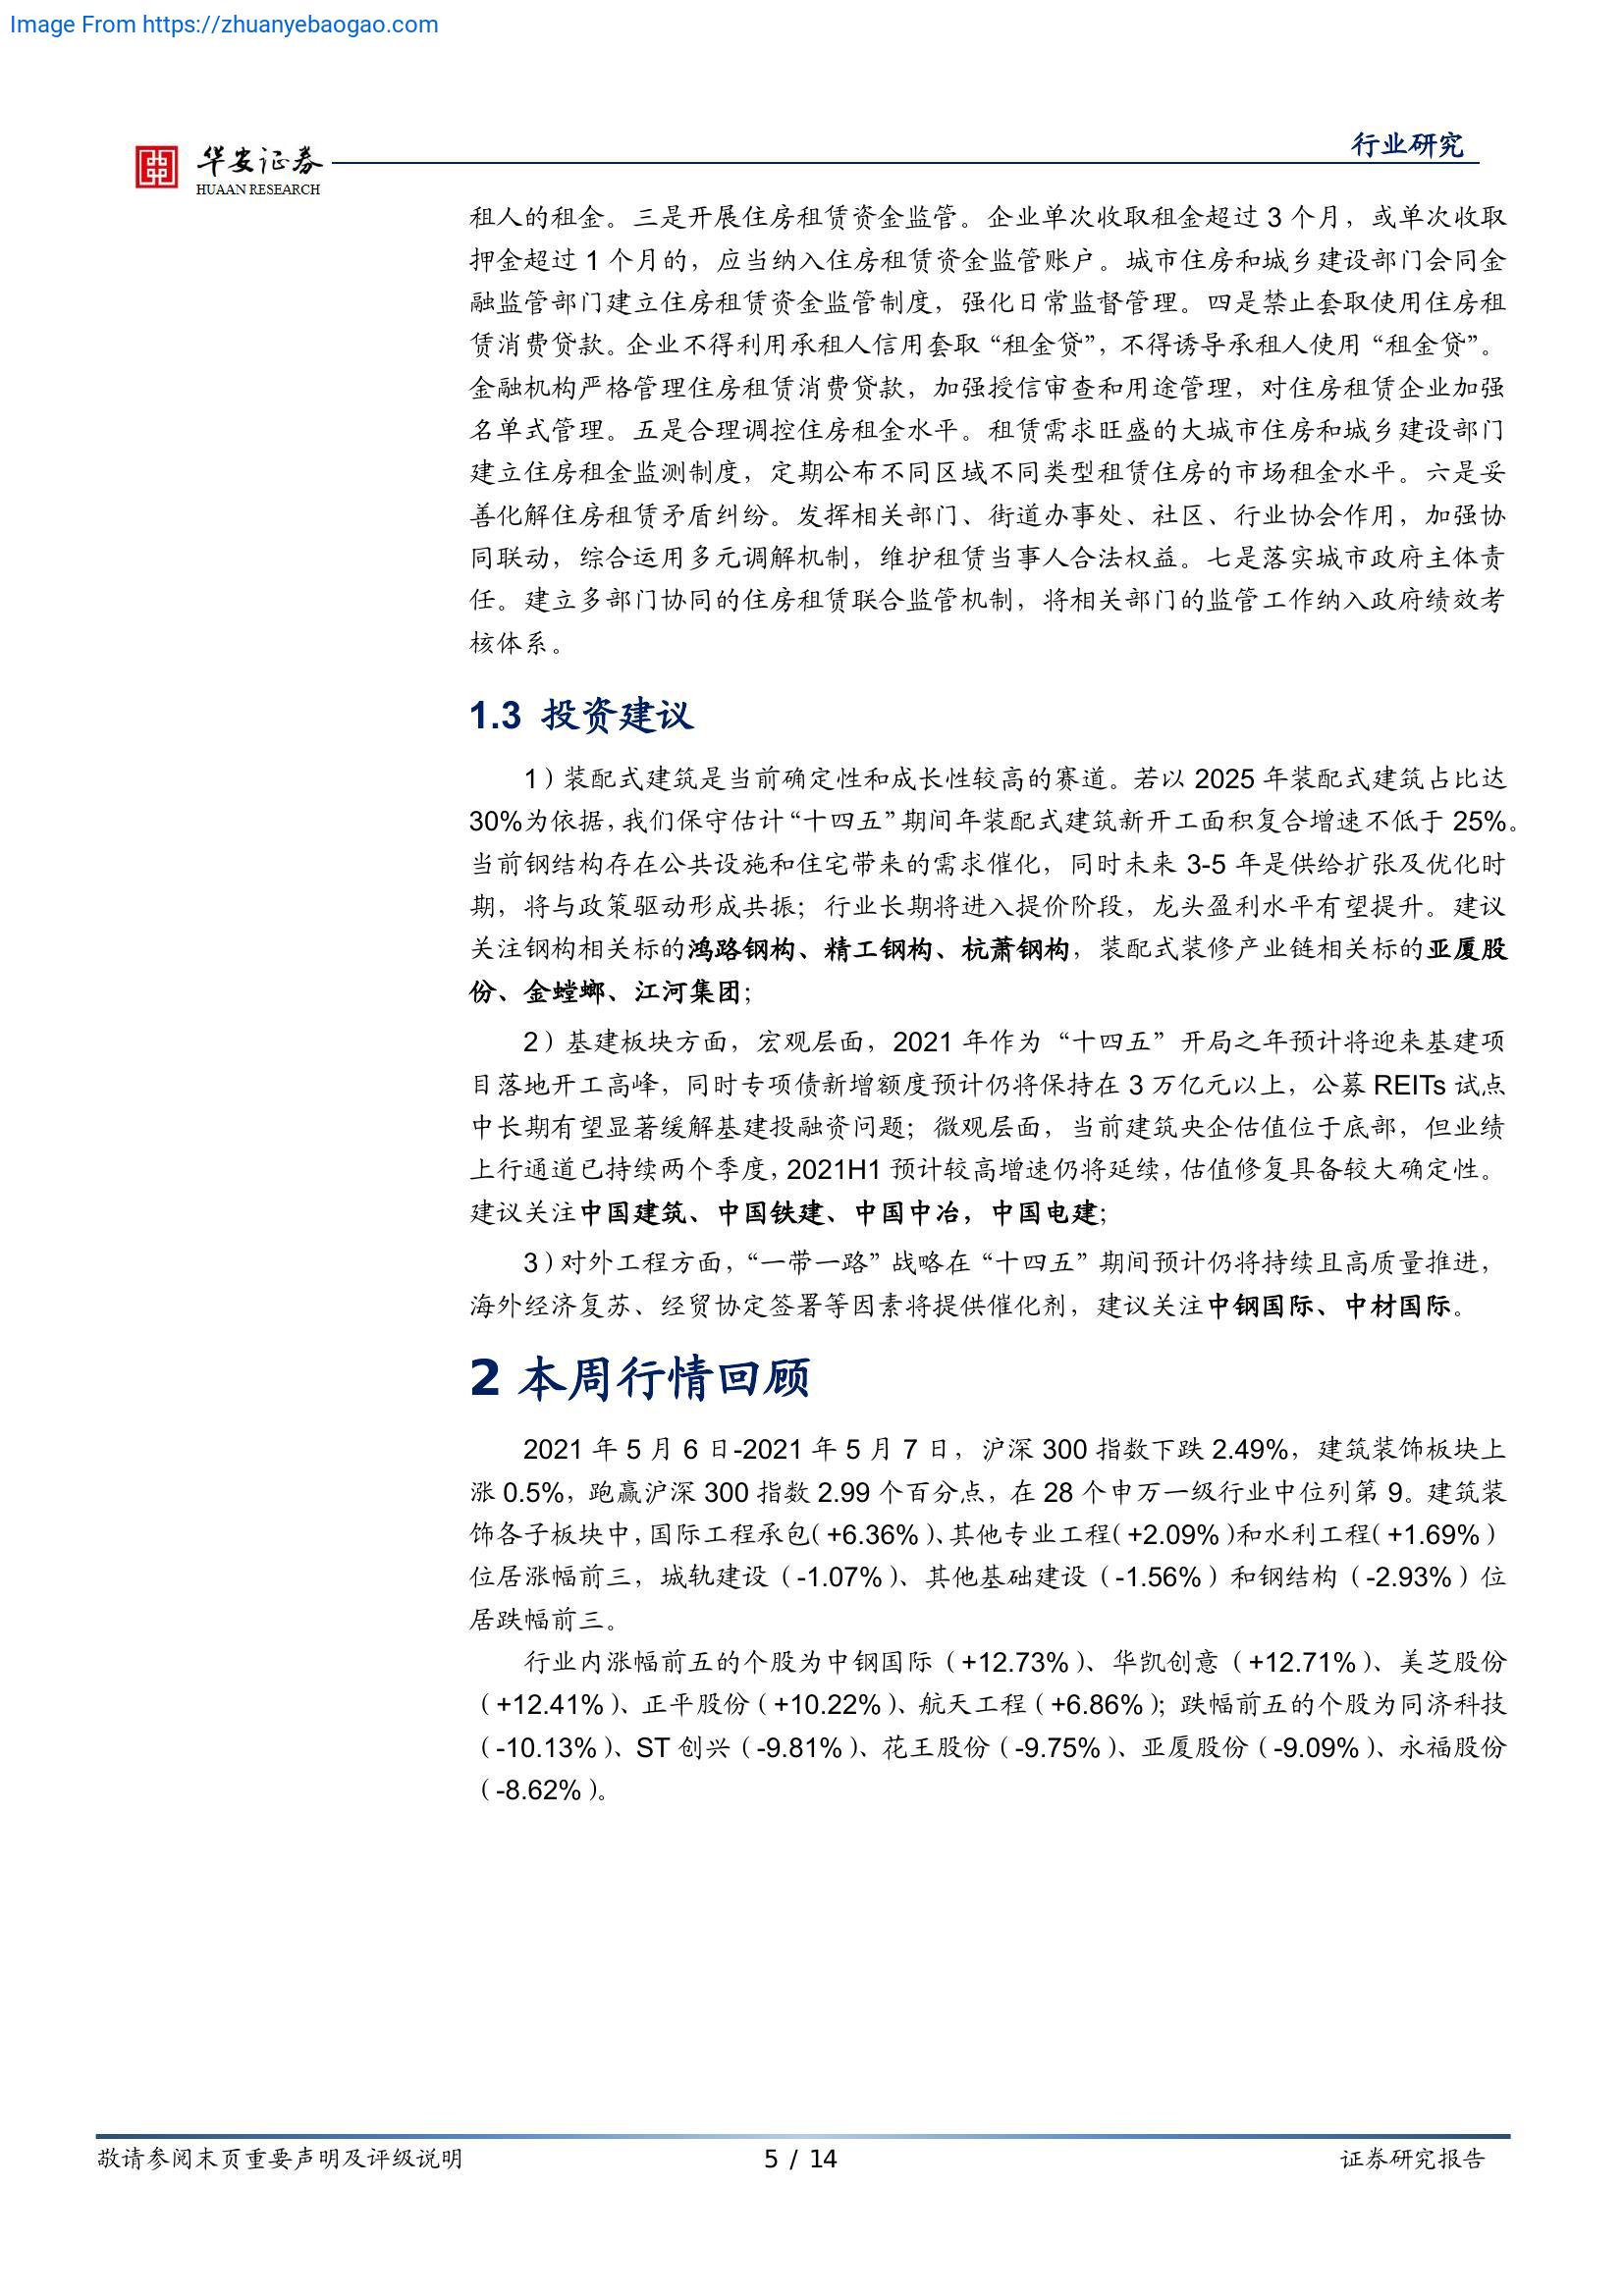 Image From https://zhuanyebaogao.com
华安证券
HUAAN RESEARCH
行业研究
租人的租金。三是开展住房租赁资金监管。企业单次收取租金超过 3 个月，或单次收取
押金超过 1 个月的，应当纳入住房租赁资金监管账户。城市住房和城乡建设部门会同金
融监管部门建立住房租赁资金监管制度，强化日常监督管理。四是禁止套取使用住房租
赁消费贷款。企业不得利用承租人信用套取“租金贷”，不得诱导承租人使用“租金贷”。
金融机构严格管理住房租赁消费贷款，加强授信审查和用途管理，对住房租赁企业加强
名单式管理。五是合理调控住房租金水平。租赁需求旺盛的大城市住房和城乡建设部门
建立住房租金监测制度，定期公布不同区域不同类型租赁住房的市场租金水平。六是妥
善化解住房租赁矛盾纠纷。发挥相关部门、街道办事处、社区、行业协会作用，加强协
同联动，综合运用多元调解机制，维护租赁当事人合法权益。七是落实城市政府主体责
任。建立多部门协同的住房租赁联合监管机制，将相关部门的监管工作纳入政府绩效考
核体系。
1.3 投资建议
1）装配式建筑是当前确定性和成长性较高的赛道。若以 2025 年装配式建筑占比达
30%为依据，我们保守估计“十四五”期间年装配式建筑新开工面积复合增速不低于 25%。
当前钢结构存在公共设施和住宅带来的需求催化，同时未来 3-5 年是供给扩张及优化时
期，将与政策驱动形成共振；行业长期将进入提价阶段，龙头盈利水平有望提升。建议
关注钢构相关标的鸿路钢构、精工钢构、杭萧钢构，装配式装修产业链相关标的亚厦股
份、金螳螂、江河集团；
2）基建板块方面，宏观层面，2021 年作为“十四五”开局之年预计将迎来基建项
目落地开工高峰，同时专项债新增额度预计仍将保持在 3 万亿元以上，公募 REITs 试点
中长期有望显著缓解基建投融资问题；微观层面，当前建筑央企估值位于底部，但业绩
上行通道已持续两个季度，2021H1 预计较高增速仍将延续，估值修复具备较大确定性。
建议关注中国建筑、中国铁建、中国中冶，中国电建；
3）对外工程方面，“一带一路”战略在“十四五”期间预计仍将持续且高质量推进，
海外经济复苏、经贸协定签署等因素将提供催化剂，建议关注中钢国际、中材国际。
2 本周行情回顾
2021 年 5 月 6 日-2021 年 5 月 7 日，沪深 300 指数下跌 2.49%，建筑装饰板块上
涨 0.5%，跑赢沪深 300 指数 2.99 个百分点，在 28 个申万一级行业中位列第 9。建筑装
饰各子板块中，国际工程承包（+6.36%）、其他专业工程（+2.09%）和水利工程（+1.69%）
位居涨幅前三，城轨建设（-1.07%）、其他基础建设（-1.56%）和钢结构（-2.93%）位
居跌幅前三。
行业内涨幅前五的个股为中钢国际（+12.73%）、华凯创意（+12.71%）、美芝股份
（+12.41%）、正平股份（+10.22%）、航天工程（+6.86%）；跌幅前五的个股为同济科技
（-10.13%）、ST 创兴（-9.81%）、花王股份（-9.75%）、亚厦股份（-9.09%）、永福股份
（-8.62%）。
敬请参阅末页重要声明及评级说明
5 / 14
证券研究报告